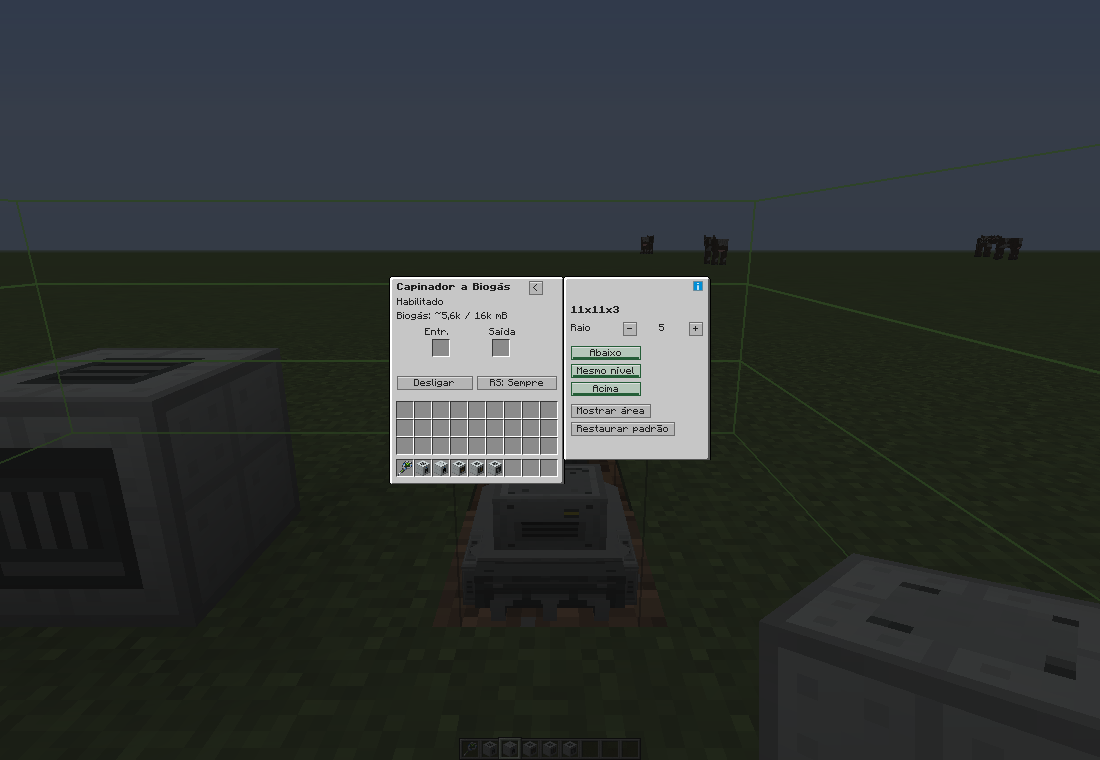 Capinador a Biogás <
Habilitado
Biogás: ~5,6k / 16k mB
Entr. Saída
Desligar RS: Sempre
i
11x11x3
Raio - 5 +
Abaixo
Mesmo nível
Acima
Mostrar área
Restaurar padrão